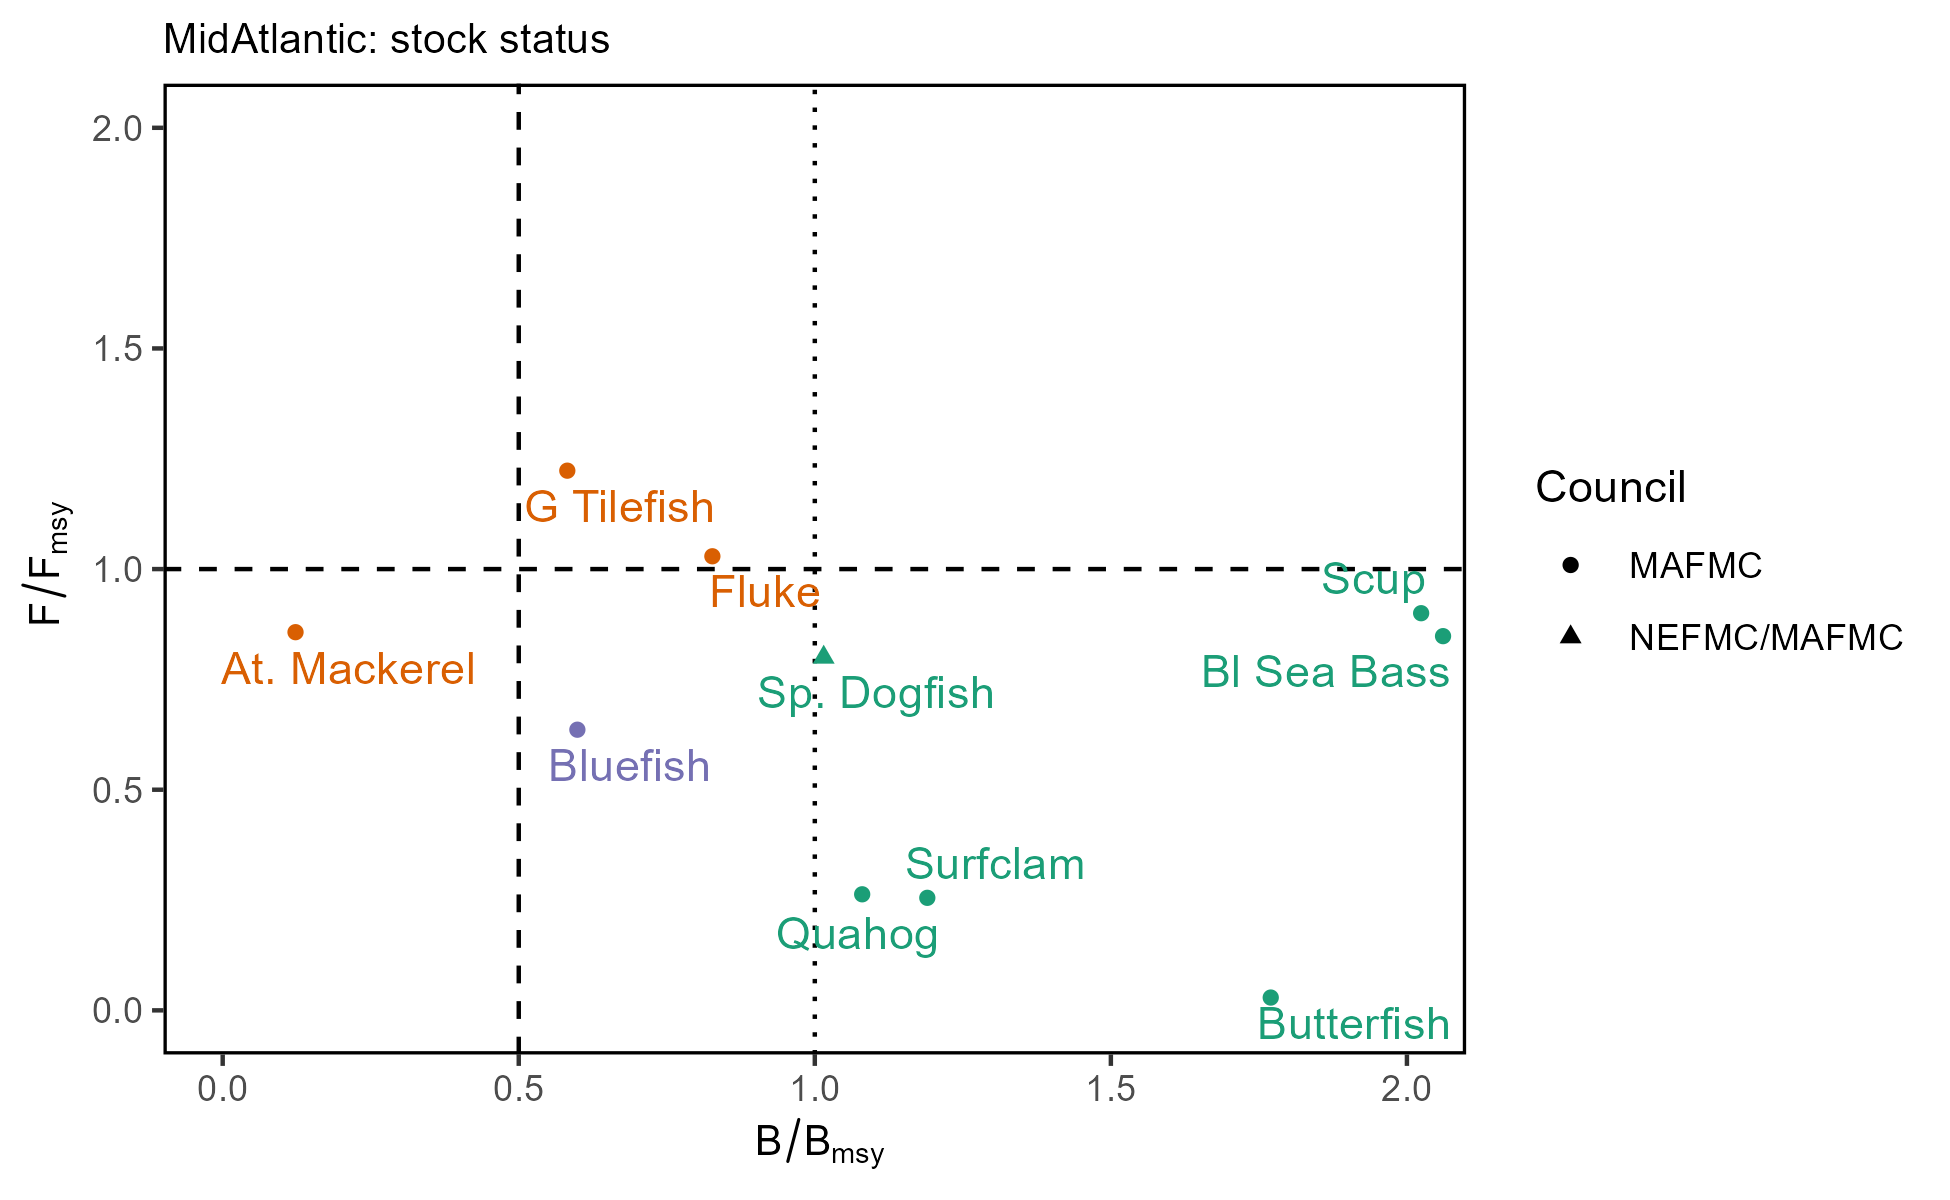 MidAtlantic: stock status
F/Fmsy
2.0
1.5
1.0
0.5
0.0
G Tilefish
Fluke
Scup
At. Mackerel
Bl Sea Bass
Sp. Dogfish
Bluefish
Surfclam
Quahog
Butterfish
0.0
0.5
1.0
1.5
2.0
B/Bmsy
Council
MAFMC
NEFMC/MAFMC